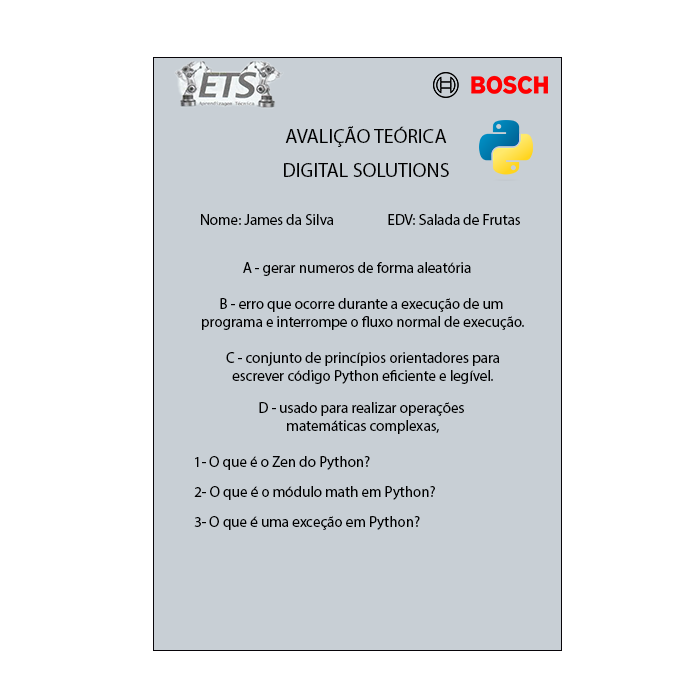 ETS
Aprendizagem Técnica
BOSCH
AVALIÇÃO TEÓRICA
DIGITAL SOLUTIONS
Nome: James da Silva EDV: Salada de Frutas
A - gerar numeros de forma aleatória
B - erro que ocorre durante a execução de um
programa e interrompe o fluxo normal de execução.
C - conjunto de princípios orientadores para
escrever código Python eficiente e legível.
D - usado para realizar operações
matemáticas complexas,
1- O que é o Zen do Python?
2- O que é o módulo math em Python?
3- O que é uma exceção em Python?